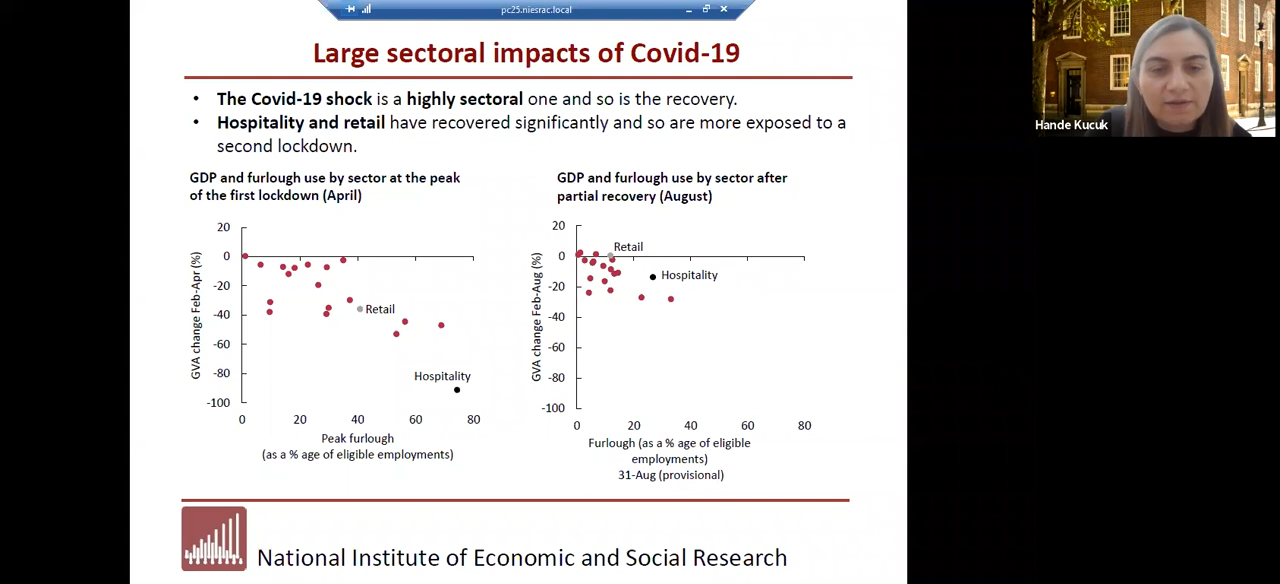 pc25.niesrac.local
Large sectoral impacts of Covid-19
• The Covid-19 shock is a highly sectoral one and so is the recovery.
• Hospitality and retail have recovered significantly and so are more exposed to a
second lockdown.
GDP and furlough use by sector at the peak
of the first lockdown (April)
20
0
-20
-40
-60
-80
-100
GVA change Feb-Apr (%)
Retail
Hospitality
0 20 40 60 80
Peak furlough
(as a % age of eligible employments)
GDP and furlough use by sector after
partial recovery (August)
20
0
-20
-40
-60
-80
-100
GVA change Feb-Aug (%)
Retail
Hospitality
0 20 40 60 80
Furlough (as a % age of eligible
employments)
31-Aug (provisional)
National Institute of Economic and Social Research
Hande Kucuk